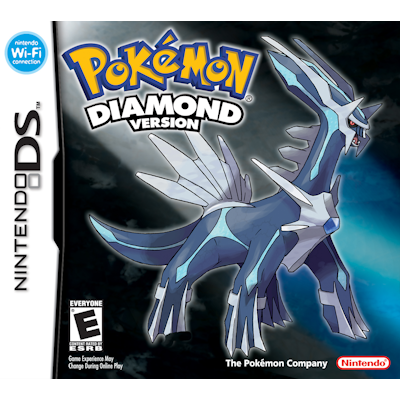 Nintendo
Wi-Fi
connection
POKéMON
DIAMOND
VERSION
NINTENDO DS™
EVERYONE
E
CONTENT RATED BY
ESRB
Game Experience May
Change During Online Play
The Pokémon Company
Nintendo